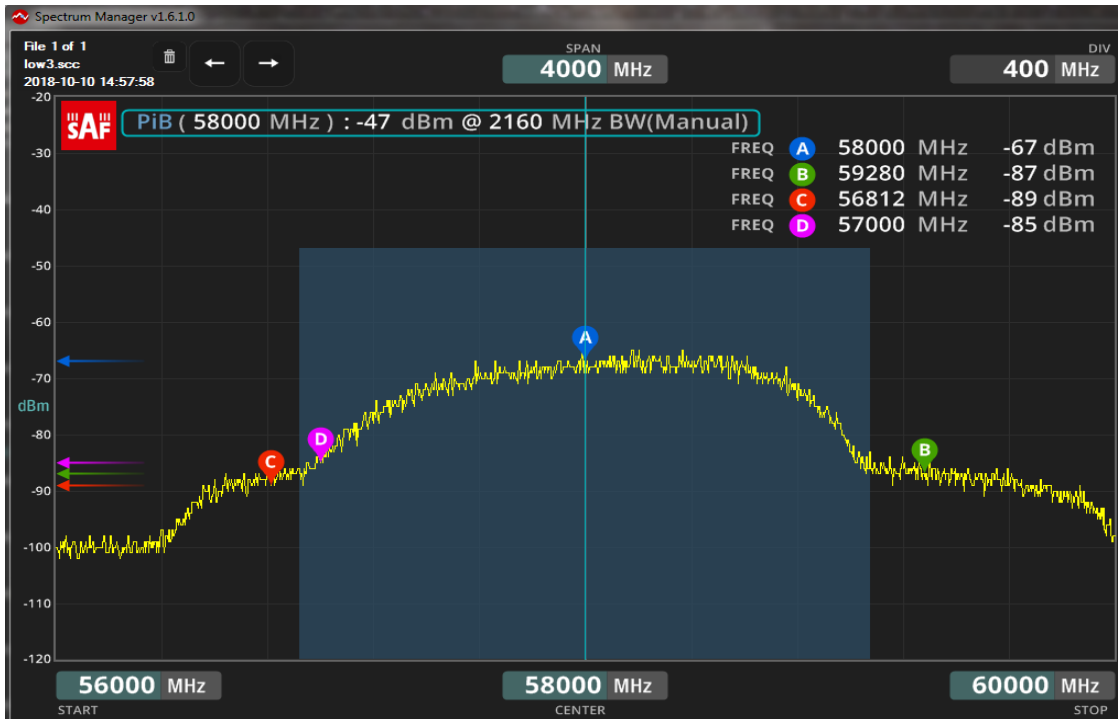 Spectrum Manager v1.6.1.0
File 1 of 1
low3.scc
2018-10-10 14:57:58
← →
SPAN
4000 MHz
DIV
400 MHz
SAF
PiB ( 58000 MHz ) : -47 dBm @ 2160 MHz BW(Manual)
FREQ A 58000 MHz -67 dBm
FREQ B 59280 MHz -87 dBm
FREQ C 56812 MHz -89 dBm
FREQ D 57000 MHz -85 dBm
-20
-30
-40
-50
-60
-70
dBm
-80
-90
-100
-110
-120
A
B
C
D
56000 MHz
START
58000 MHz
CENTER
60000 MHz
STOP